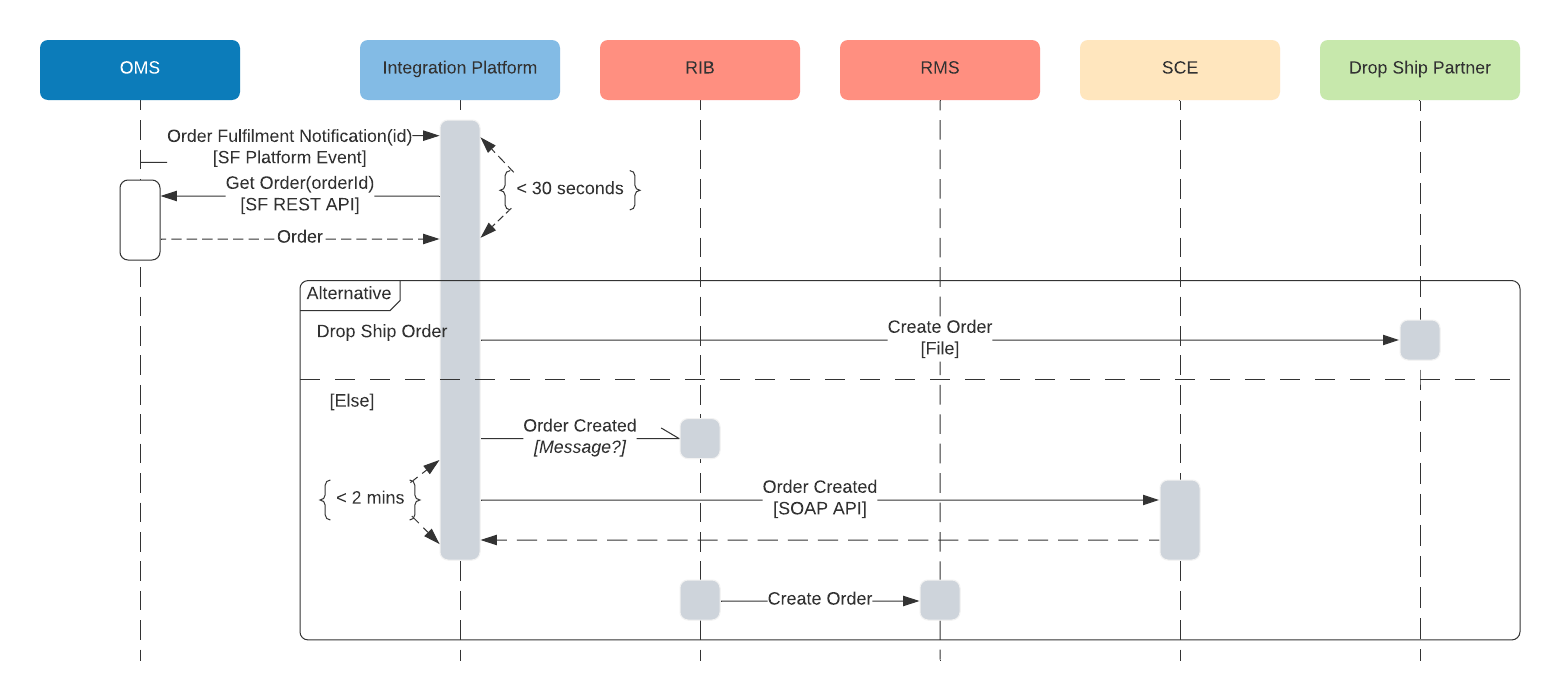 OMS
Integration Platform
RIB
RMS
SCE
Drop Ship Partner
Order Fulfilment Notification(id)
[SF Platform Event]
Get Order(orderId)
[SF REST API]
{ < 30 seconds }
Order
Alternative
Drop Ship Order
Create Order
[File]
[Else]
Order Created
[Message?]
{ < 2 mins }
Order Created
[SOAP API]
Create Order